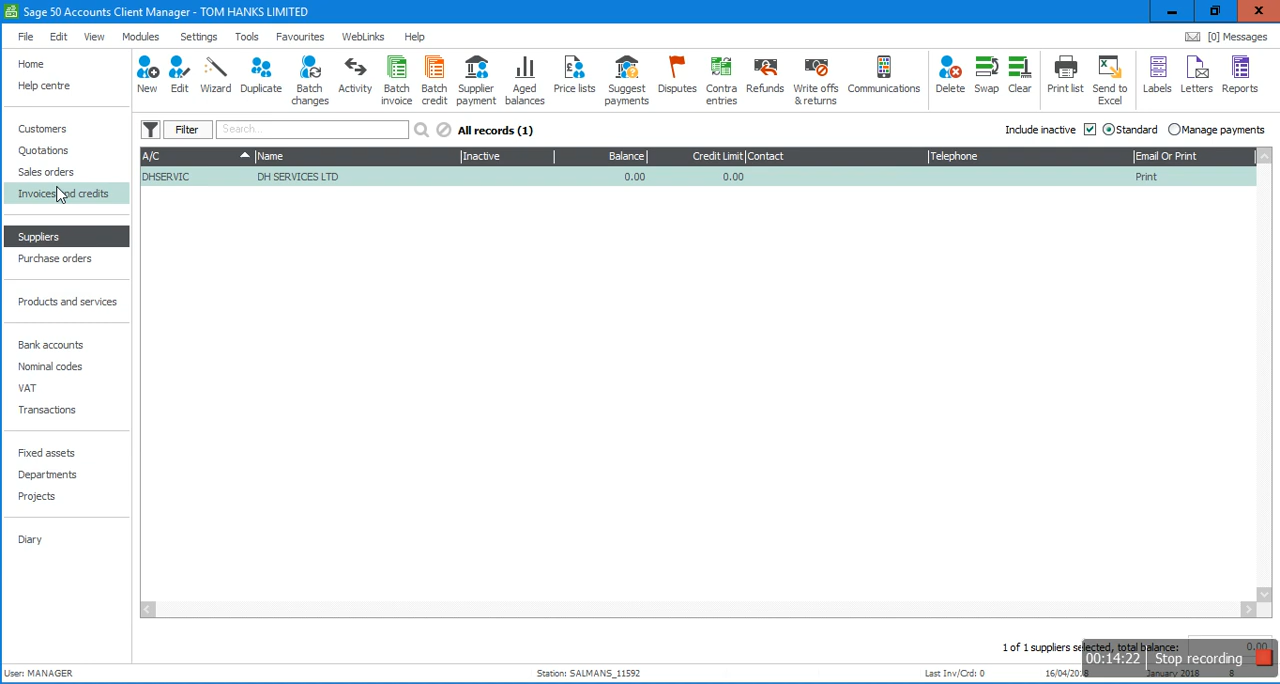 Sage 50 Accounts Client Manager - TOM HANKS LIMITED
File Edit View Modules Settings Tools Favourites WebLinks Help
[0] Messages
Home
Help centre
Customers
Quotations
Sales orders
Invoices and credits
Suppliers
Purchase orders
Products and services
Bank accounts
Nominal codes
VAT
Transactions
Fixed assets
Departments
Projects
Diary
New
Edit
Wizard
Duplicate
Batch
changes
Activity
Batch
invoice
Batch
credit
Supplier
payment
Aged
balances
Price lists
Suggest
payments
Disputes
Contra
entries
Refunds
Write offs
& returns
Communications
Delete
Swap
Clear
Print list
Send to
Excel
Labels
Letters
Reports
Filter Search... All records (1)
Include inactive Standard Manage payments
A/C Name Inactive Balance Credit Limit Contact Telephone Email Or Print
DHSERVIC DH SERVICES LTD 0.00 0.00 Print
1 of 1 suppliers selected, total balance: 0.00
00:14:22 Stop recording
User: MANAGER Station: SALMANS_11592 Last Inv/Crd: 0 16/04/2018 January 2018 8